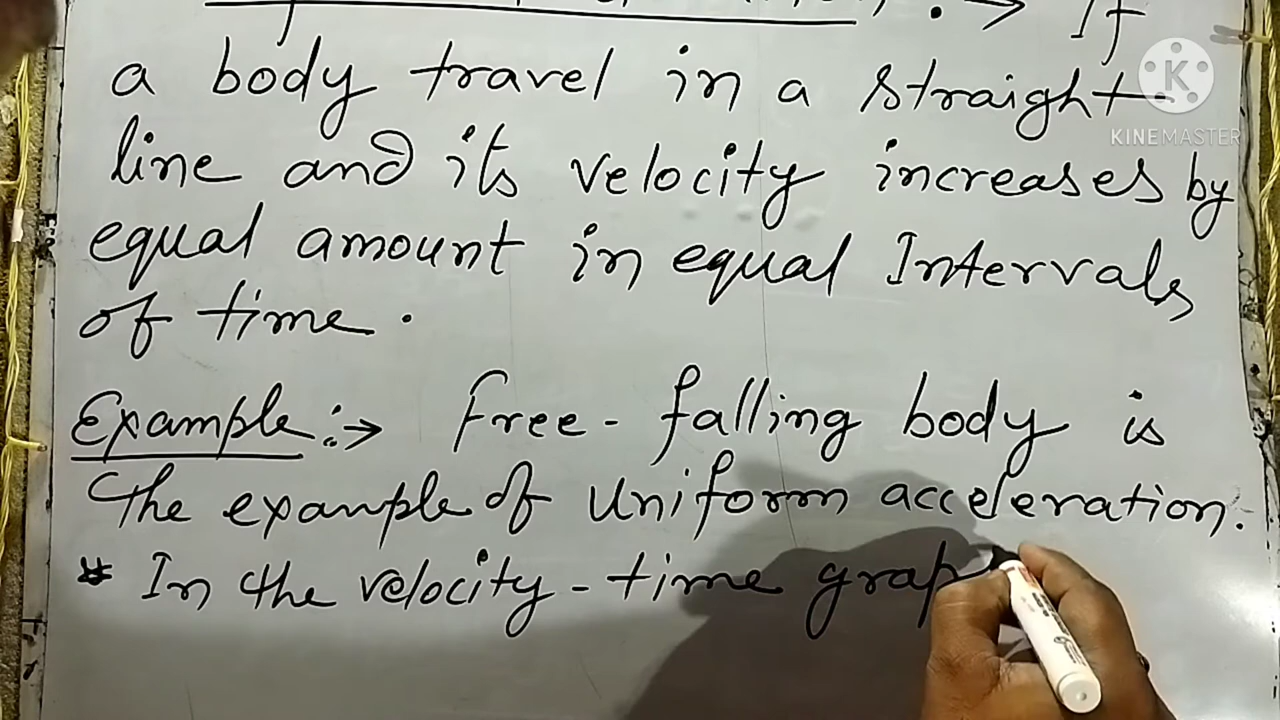 If
a body travel in a straight
line and its velocity increases by
equal amount in equal Intervals
of time.
Example :→ Free-falling body is
the example of uniform acceleration.
* In the velocity-time grap
KINEMASTER